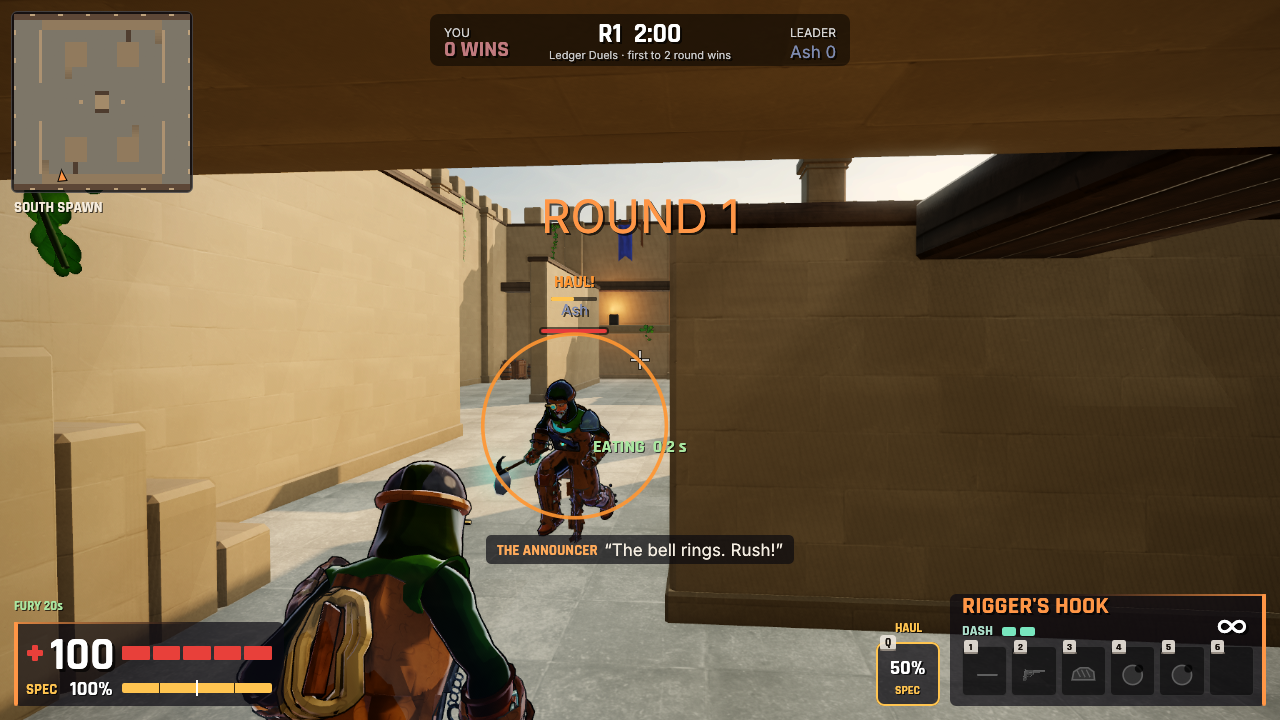 YOU
0 WINS
R1 2:00
Ledger Duels · first to 2 round wins
LEADER
Ash 0
SOUTH SPAWN
ROUND 1
HAUL!
Ash
EATING 0.2 s
THE ANNOUNCER “The bell rings. Rush!”
FURY 20s
+ 100
SPEC 100%
HAUL
Q
50%
SPEC
RIGGER'S HOOK
DASH
∞
1 2 3 4 5 6